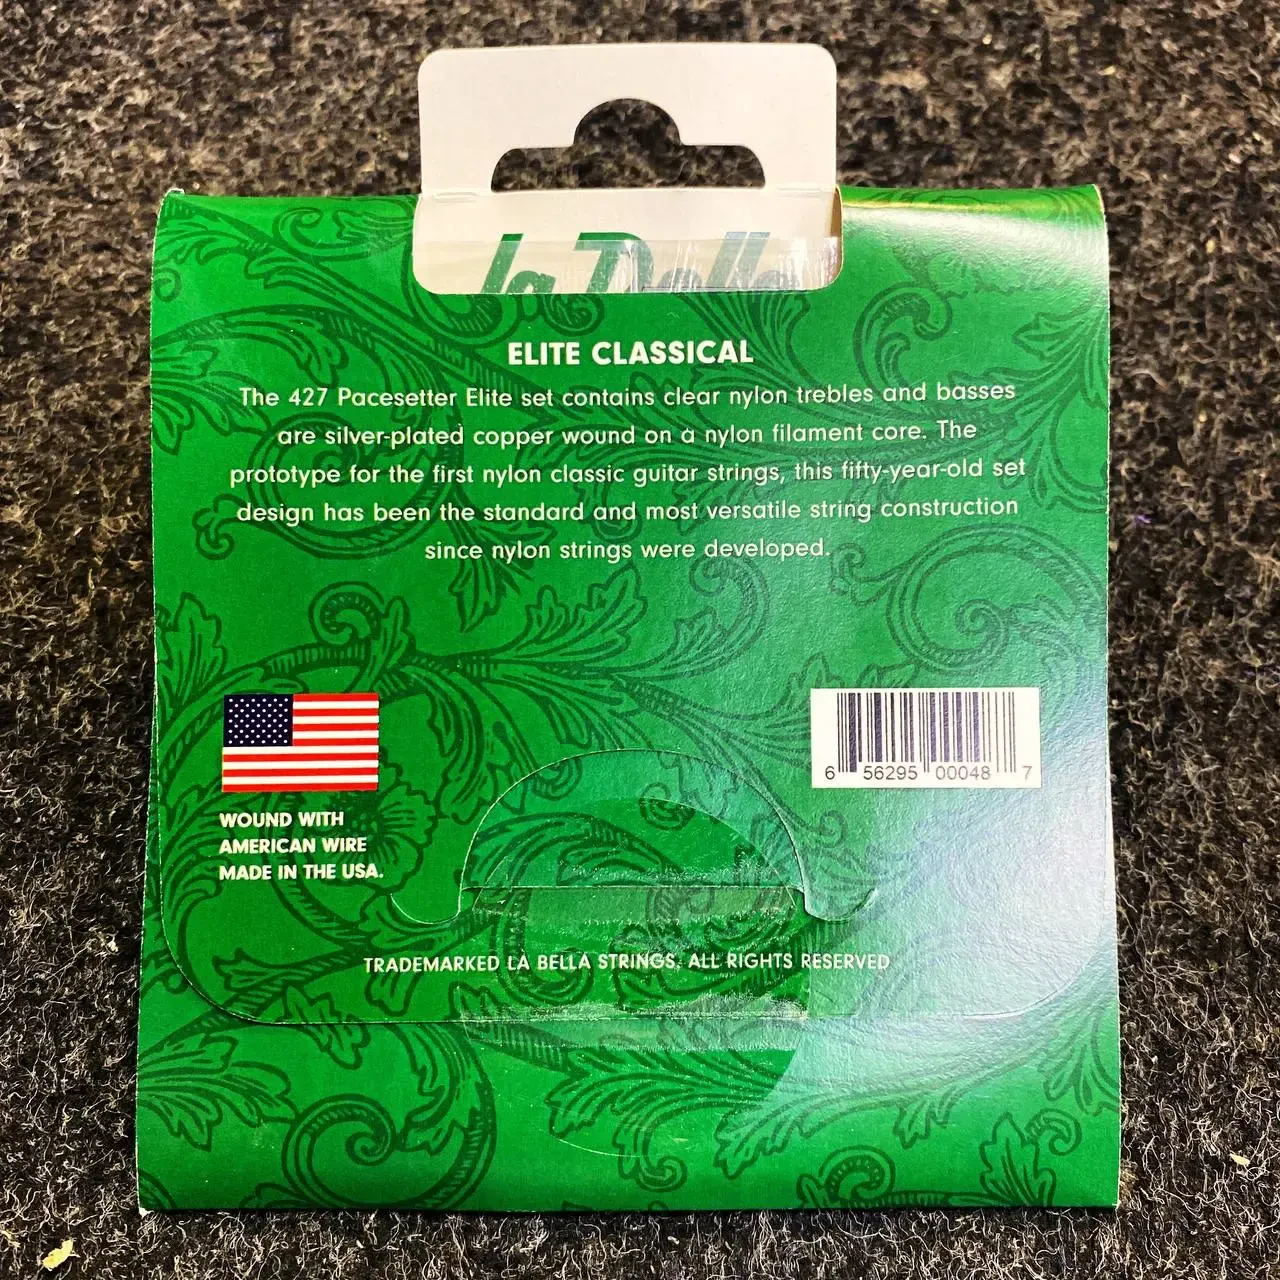 la Bella
ELITE CLASSICAL
The 427 Pacesetter Elite set contains clear nylon trebles and basses
are silver-plated copper wound on a nylon filament core. The
prototype for the first nylon classic guitar strings, this fifty-year-old set
design has been the standard and most versatile string construction
since nylon strings were developed.
6 56295 00048 7
WOUND WITH
AMERICAN WIRE
MADE IN THE USA.
TRADEMARKED LA BELLA STRINGS. ALL RIGHTS RESERVED